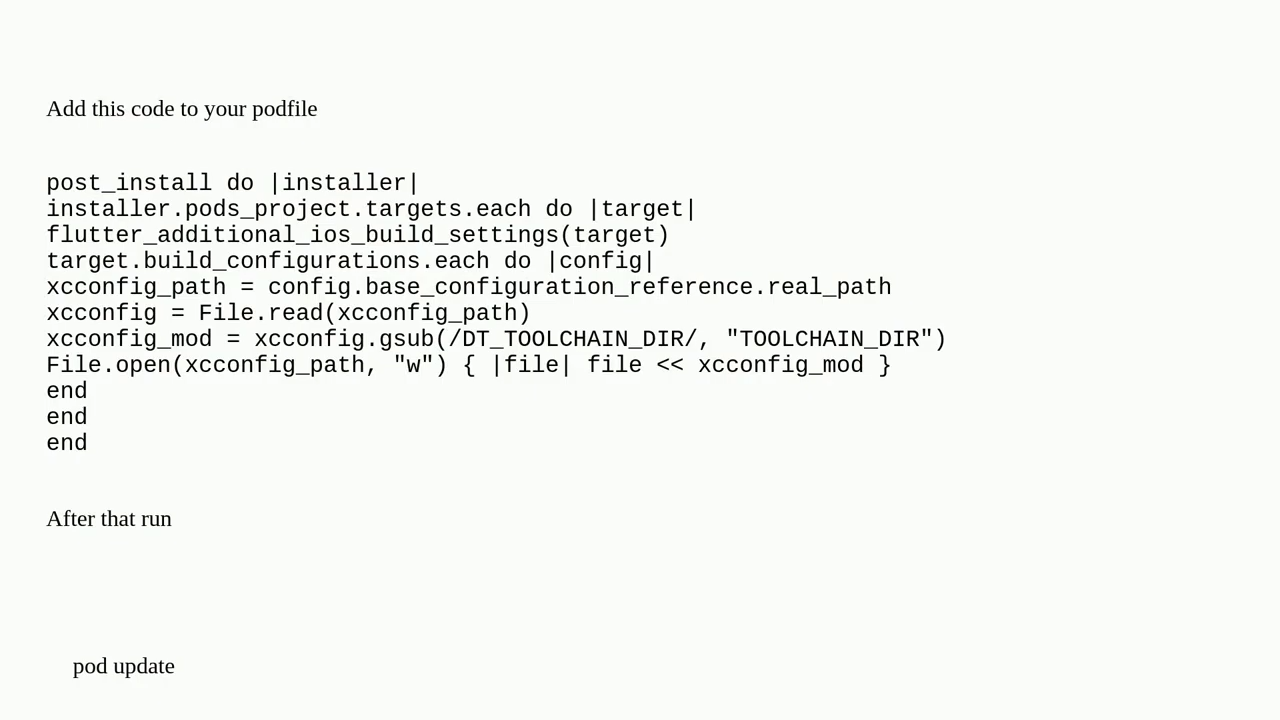 Add this code to your podfile
post_install do |installer|
installer.pods_project.targets.each do |target|
flutter_additional_ios_build_settings(target)
target.build_configurations.each do |config|
xcconfig_path = config.base_configuration_reference.real_path
xcconfig = File.read(xcconfig_path)
xcconfig_mod = xcconfig.gsub(/DT_TOOLCHAIN_DIR/, "TOOLCHAIN_DIR")
File.open(xcconfig_path, "w") { |file| file << xcconfig_mod }
end
end
end
After that run
pod update